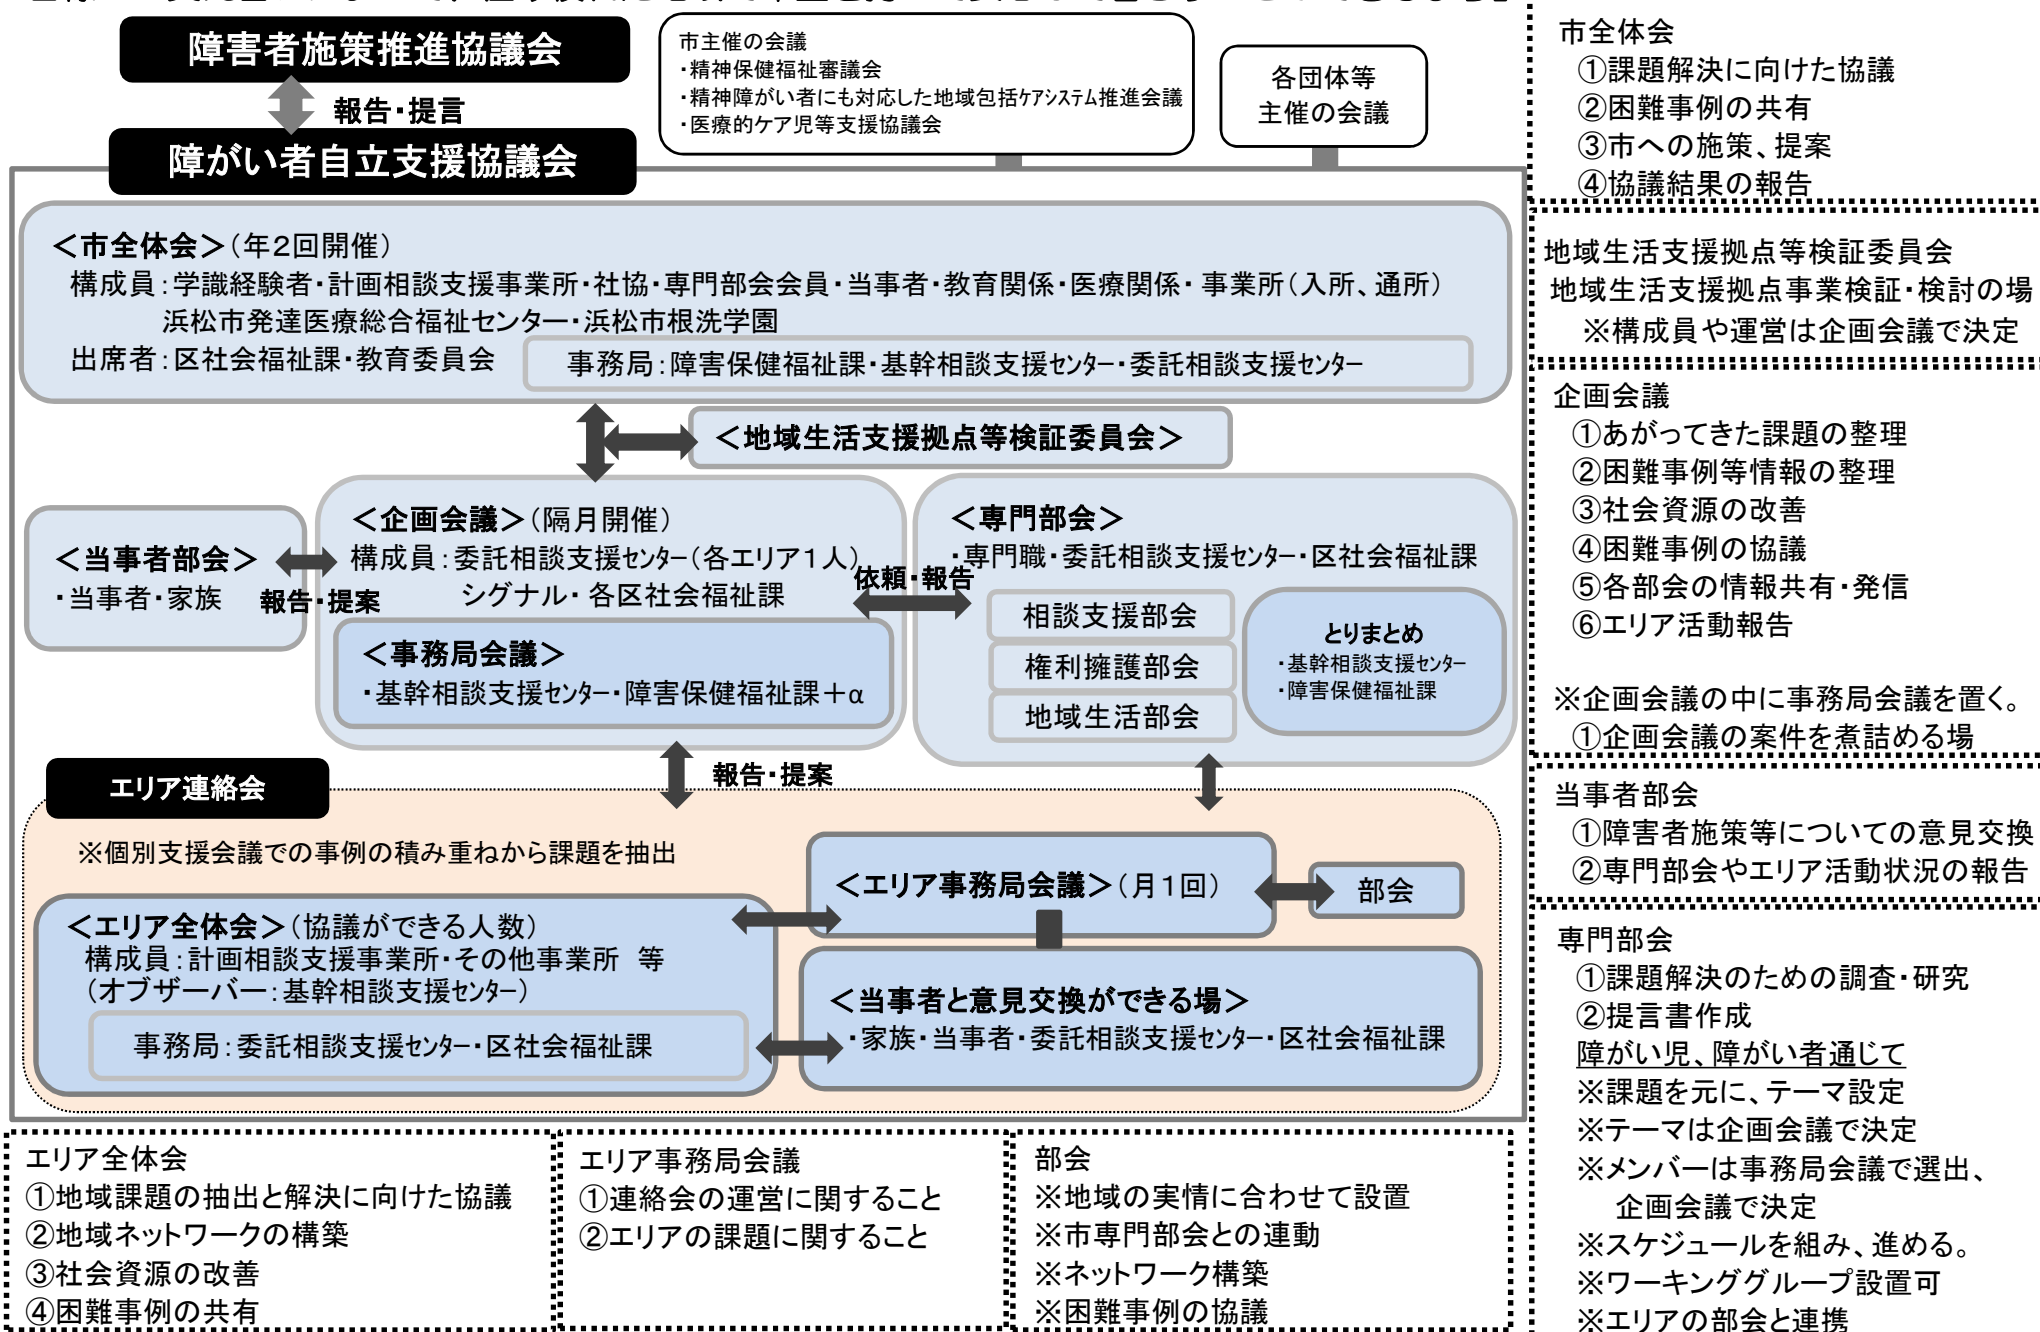 障害者施策推進協議会
報告・提言
障がい者自立支援協議会
市主催の会議
・精神保健福祉審議会
・精神障がい者にも対応した地域包括ケアシステム推進会議
・医療的ケア児等支援協議会
各団体等
主催の会議
＜市全体会＞（年２回開催）
構成員：学識経験者・計画相談支援事業所・社協・専門部会会員・当事者・教育関係・医療関係・事業所（入所、通所）
浜松市発達医療総合福祉センター・浜松市根洗学園
出席者：区社会福祉課・教育委員会
事務局：障害保健福祉課・基幹相談支援センター・委託相談支援センター
＜地域生活支援拠点等検証委員会＞
＜当事者部会＞
・当事者・家族
報告・提案
＜企画会議＞（隔月開催）
構成員：委託相談支援センター（各エリア１人）
シグナル・各区社会福祉課
＜事務局会議＞
・基幹相談支援センター・障害保健福祉課＋α
依頼・報告
＜専門部会＞
・専門職・委託相談支援センター・区社会福祉課
相談支援部会
権利擁護部会
地域生活部会
とりまとめ
・基幹相談支援センター
・障害保健福祉課
報告・提案
エリア連絡会
※個別支援会議での事例の積み重ねから課題を抽出
＜エリア全体会＞（協議ができる人数）
構成員：計画相談支援事業所・その他事業所　等
（オブザーバー：基幹相談支援センター）
事務局：委託相談支援センター・区社会福祉課
＜エリア事務局会議＞（月１回）
部会
＜当事者と意見交換ができる場＞
・家族・当事者・委託相談支援センター・区社会福祉課
エリア全体会
①地域課題の抽出と解決に向けた協議
②地域ネットワークの構築
③社会資源の改善
④困難事例の共有
エリア事務局会議
①連絡会の運営に関すること
②エリアの課題に関すること
部会
※地域の実情に合わせて設置
※市専門部会との連動
※ネットワーク構築
※困難事例の協議
市全体会
①課題解決に向けた協議
②困難事例の共有
③市への施策、提案
④協議結果の報告
地域生活支援拠点等検証委員会
地域生活支援拠点事業検証・検討の場
※構成員や運営は企画会議で決定
企画会議
①あがってきた課題の整理
②困難事例等情報の整理
③社会資源の改善
④困難事例の協議
⑤各部会の情報共有・発信
⑥エリア活動報告
※企画会議の中に事務局会議を置く。
①企画会議の案件を煮詰める場
当事者部会
①障害者施策等についての意見交換
②専門部会やエリア活動状況の報告
専門部会
①課題解決のための調査・研究
②提言書作成
障がい児、障がい者通じて
※課題を元に、テーマ設定
※テーマは企画会議で決定
※メンバーは事務局会議で選出、
企画会議で決定
※スケジュールを組み、進める。
※ワーキンググループ設置可
※エリアの部会と連携